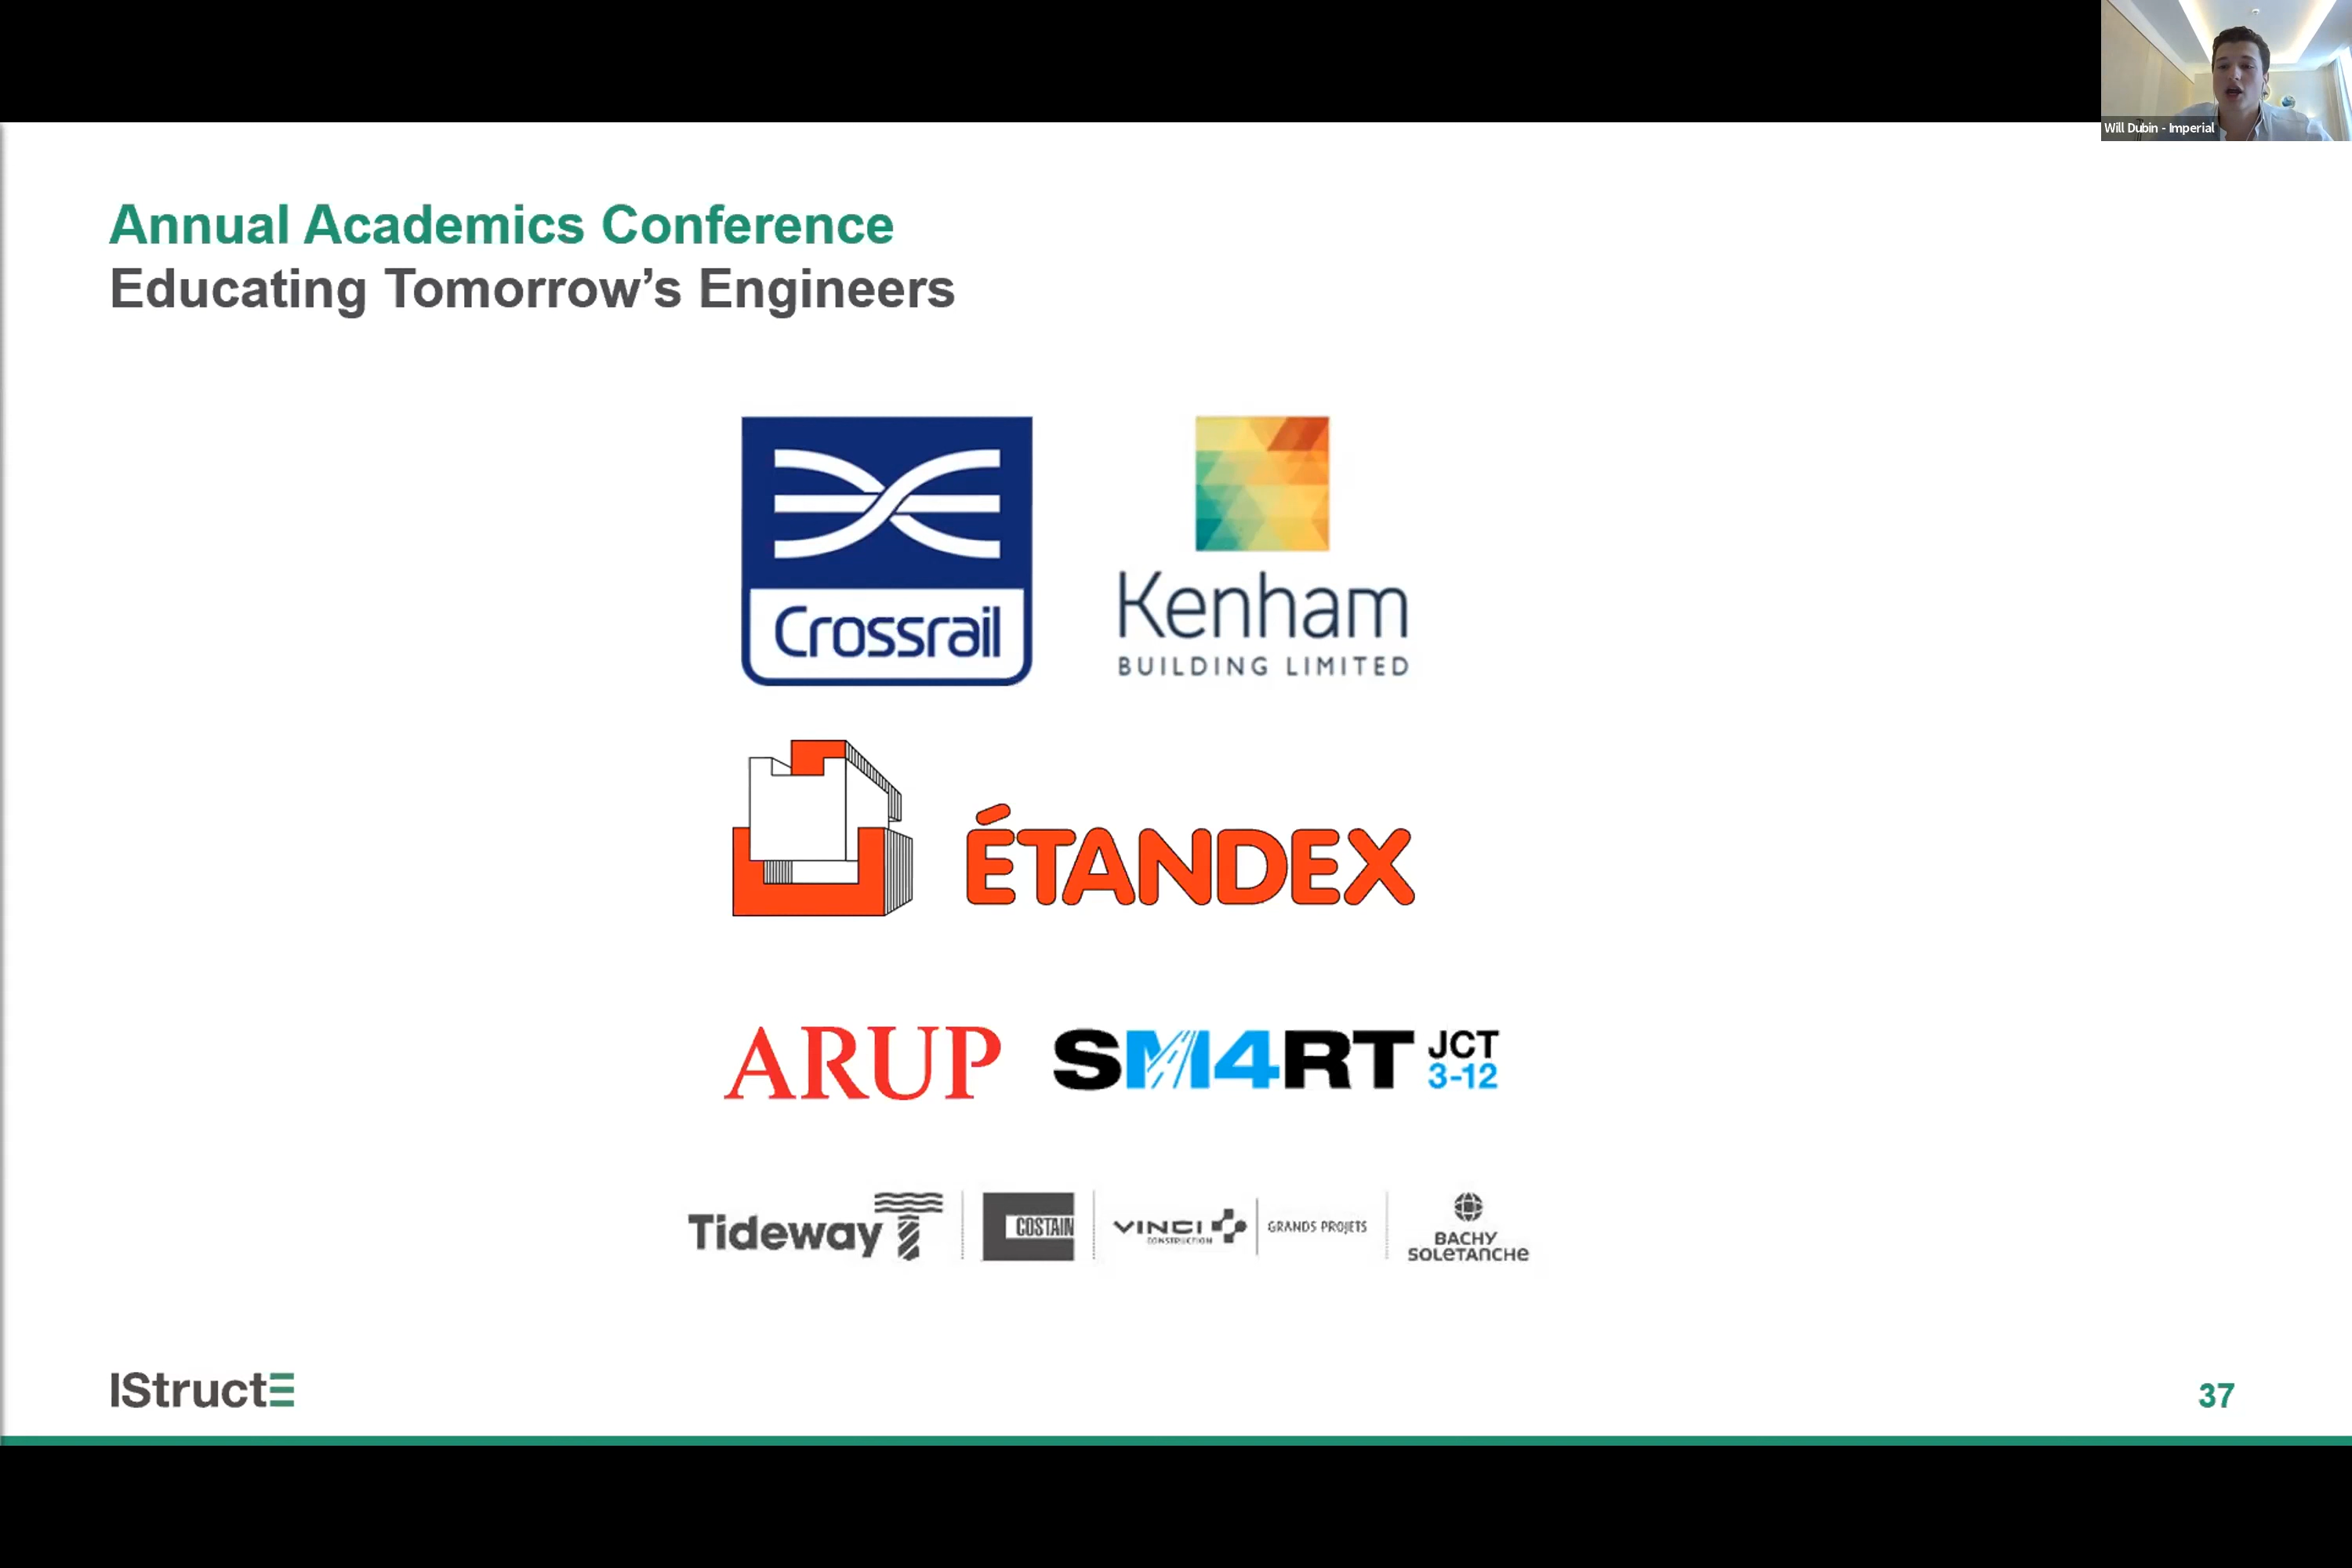 Will Dubin - Imperial
Annual Academics Conference
Educating Tomorrow’s Engineers
Crossrail
Kenham
BUILDING LIMITED
ÉTANDEX
ARUP
SM4RT JCT 3-12
Tideway
COSTAIN
VINCI
CONSTRUCTION
GRANDS PROJETS
BACHY
SOLETANCHE
IStructE
37